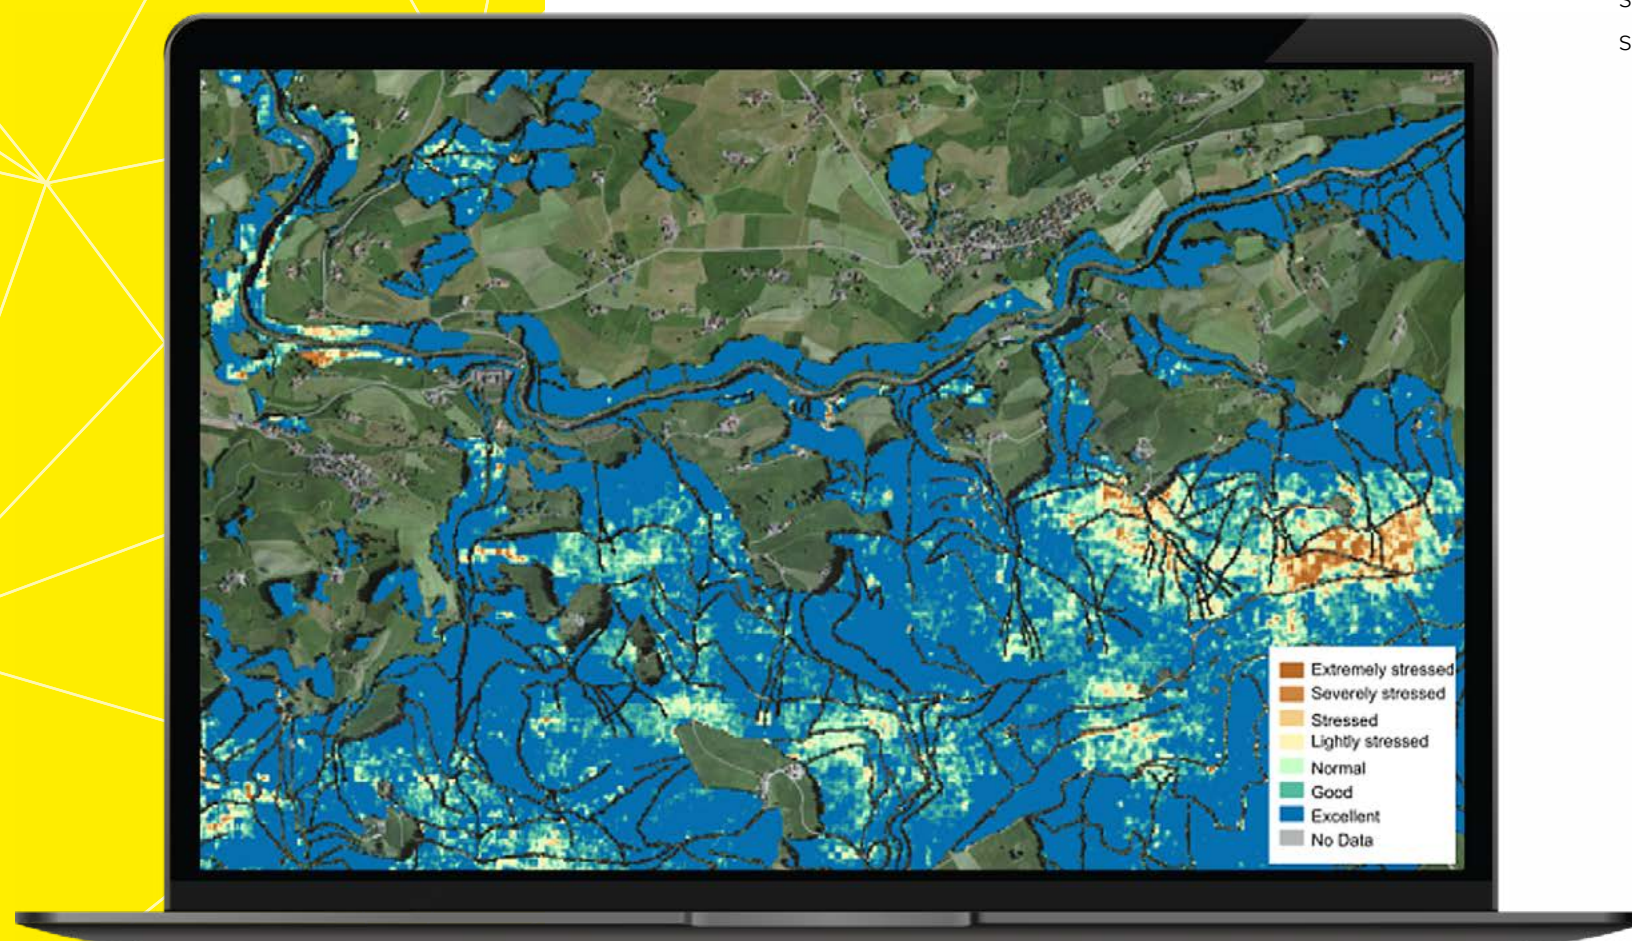 s
s
Extremely stressed
Severely stressed
Stressed
Lightly stressed
Normal
Good
Excellent
No Data